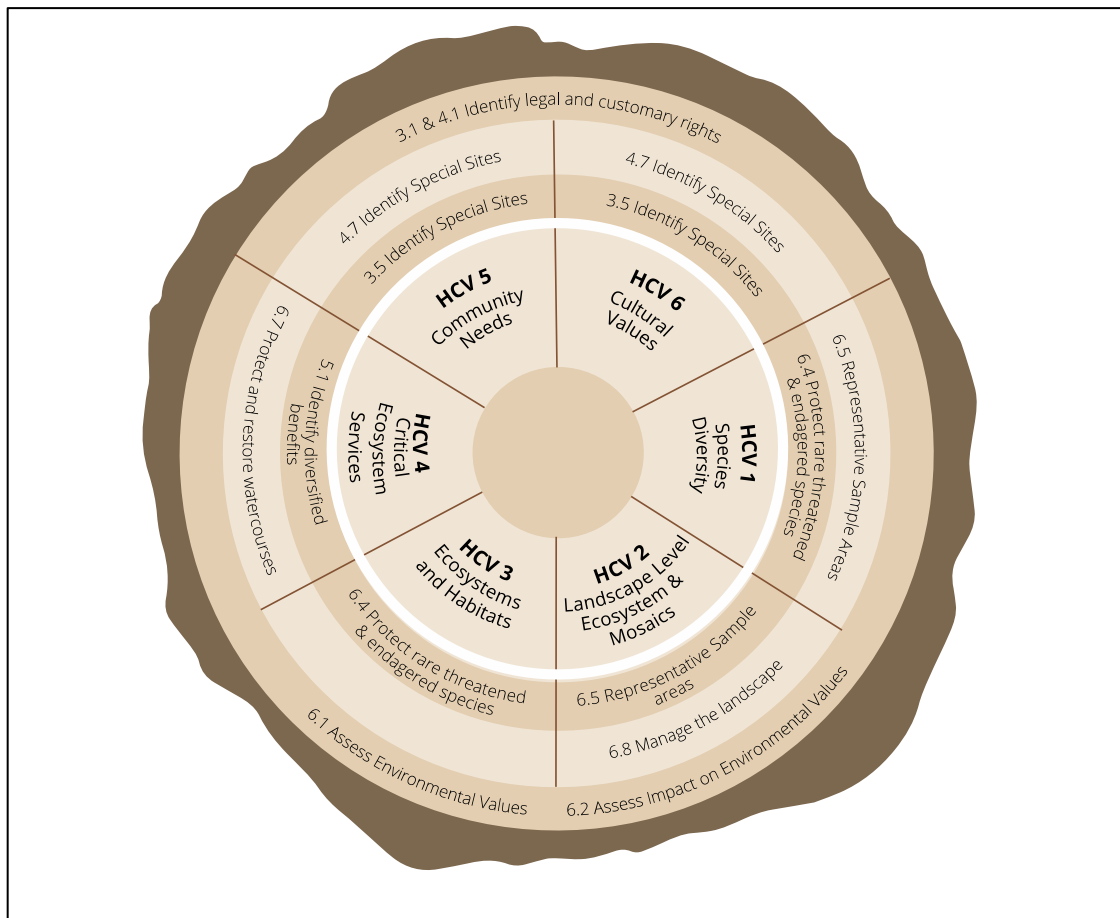 3.1 & 4.1 Identify legal and customary rights
4.7 Identify Special Sites
4.7 Identify Special Sites
3.5 Identify Special Sites
3.5 Identify Special Sites
HCV 5
Community
Needs
HCV 6
Cultural
Values
6.7 Protect and restore watercourses
5.1 Identify diversified
benefits
HCV 4
Critical
Ecosystem
Services
HCV 1
Species
Diversity
6.4 Protect rare threatened
& endagered species
6.5 Representative Sample Areas
HCV 3
Ecosystems
and Habitats
HCV 2
Landscape Level
Ecosystem &
Mosaics
6.4 Protect rare threatened
& endagered species
6.5 Representative Sample
areas
6.8 Manage the landscape
6.1 Assess Environmental Values
6.2 Assess Impact on Environmental Values